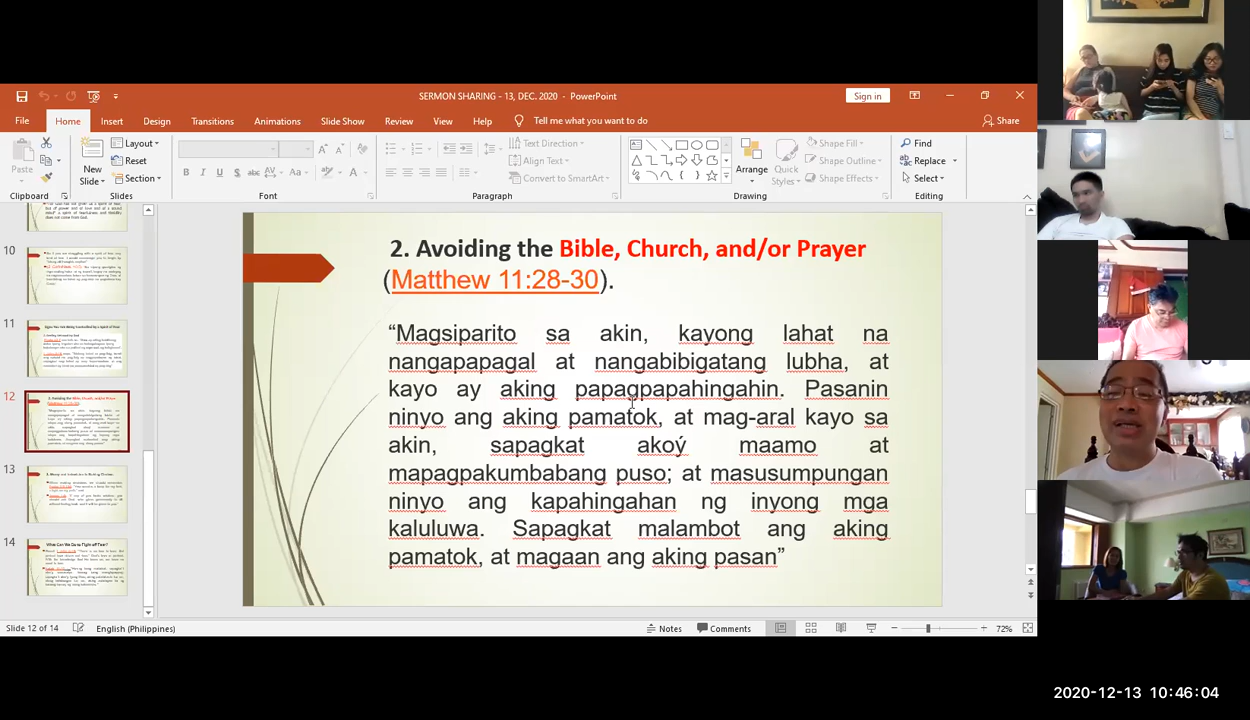 SERMON SHARING - 13, DEC. 2020 - PowerPoint
Sign in
File Home Insert Design Transitions Animations Slide Show Review View Help Tell me what you want to do Share
Paste
New
Slide
Layout
Reset
Section
B I U S abc AV Aa A
Text Direction
Align Text
Convert to SmartArt
Arrange
Quick
Styles
Shape Fill
Shape Outline
Shape Effects
Find
Replace
Select
Clipboard Slides Font Paragraph Drawing Editing
10
11
12
13
14
2. Avoiding the Bible, Church, and/or Prayer
(Matthew 11:28-30).
“Magsiparito sa akin, kayong lahat na
nangapapagal at nangabibigatang lubha, at
kayo ay aking papagpapahingahin. Pasanin
ninyo ang aking pamatok, at mag-aral kayo sa
akin, sapagkat akoý maamo at
mapagpakumbabang puso; at masusumpungan
ninyo ang kapahingahan ng inyong mga
kaluluwa. Sapagkat malambot ang aking
pamatok, at magaan ang aking pasan”
Slide 12 of 14 English (Philippines) Notes Comments 72%
2020-12-13 10:46:04